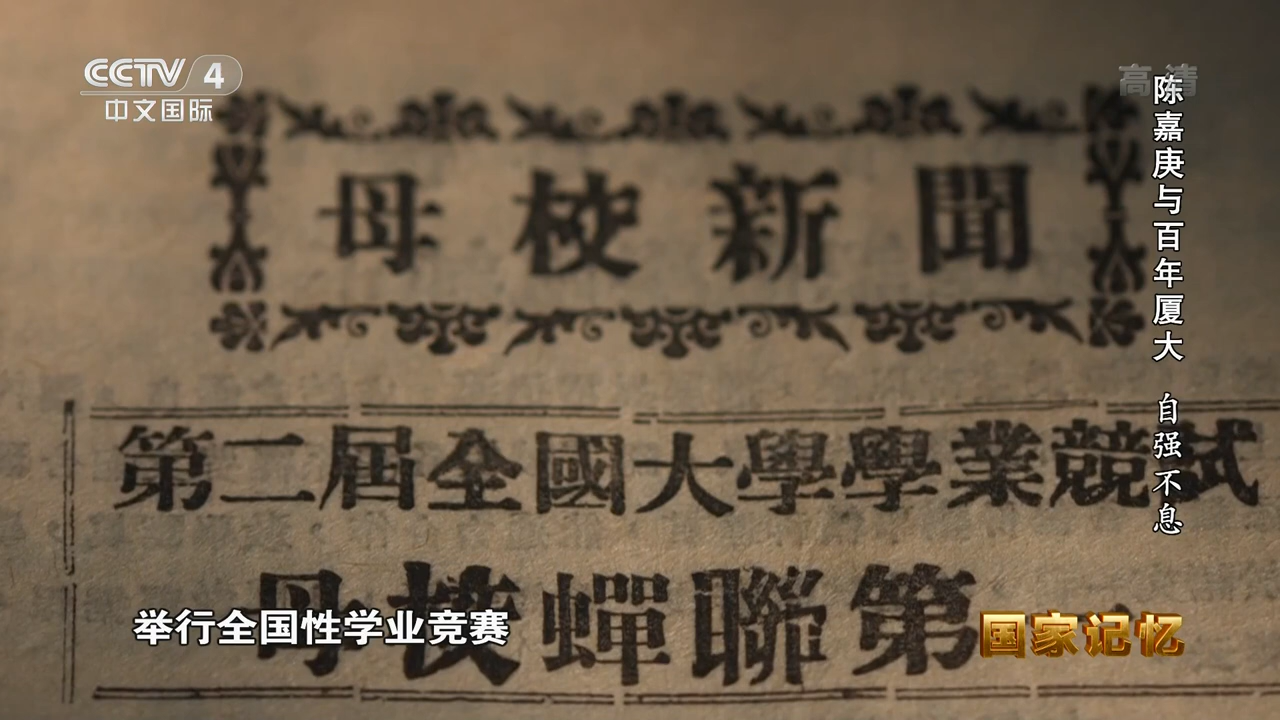 CCTV 4
中文国际
高清
陈嘉庚与百年厦大 自强不息
母校新聞
第二屆全國大學學業競試
母校蟬聯第一
举行全国性学业竞赛
国家记忆